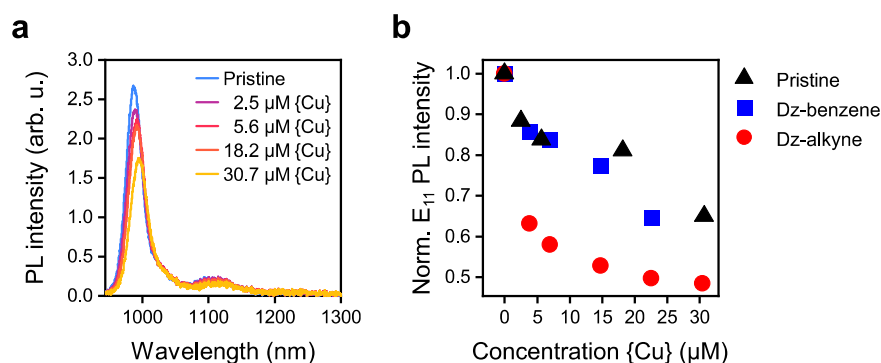 a
PL intensity (arb. u.)
3.0
2.5
2.0
1.5
1.0
0.5
0.0
1000
1100
1200
1300
Wavelength (nm)
Pristine
2.5 µM {Cu}
5.6 µM {Cu}
18.2 µM {Cu}
30.7 µM {Cu}
b
Norm. E11 PL intensity
1.0
0.9
0.8
0.7
0.6
0.5
0
5
10
15
20
25
30
Concentration {Cu} (µM)
Pristine
Dz-benzene
Dz-alkyne